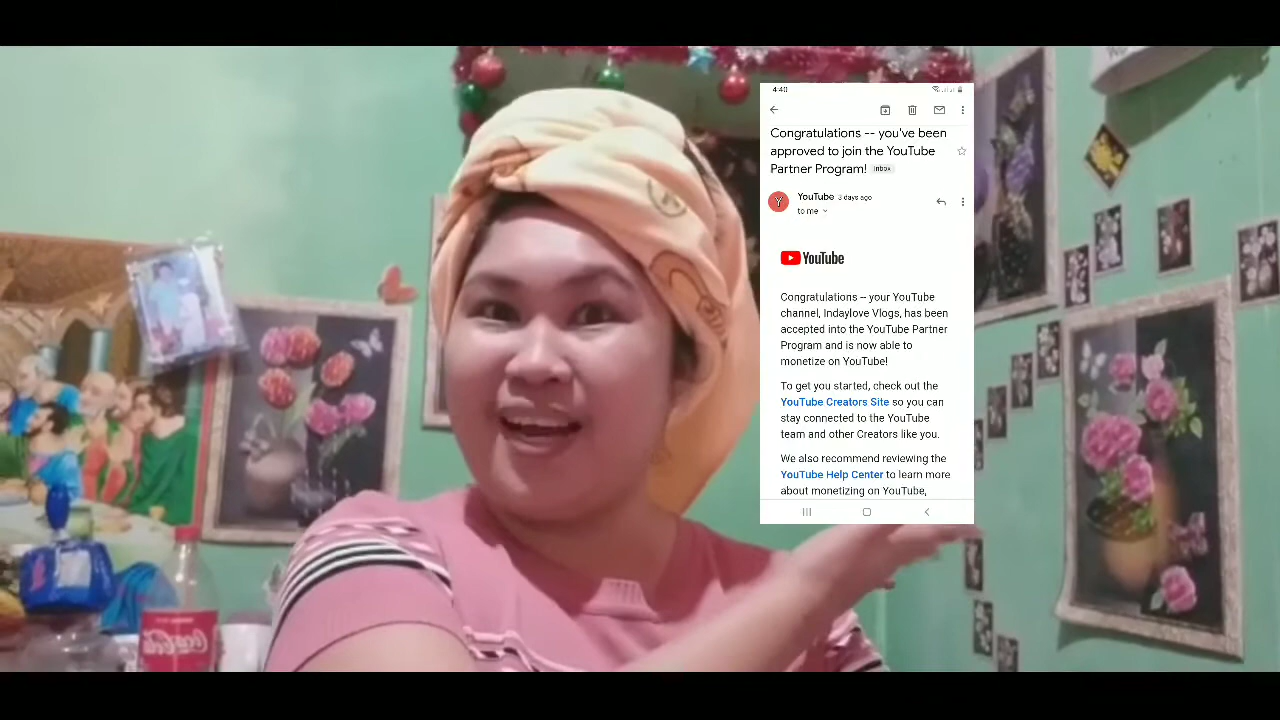 4:40
Congratulations -- you've been
approved to join the YouTube
Partner Program! Inbox
Y
YouTube 3 days ago
to me
YouTube
Congratulations – your YouTube
channel, Indaylove Vlogs, has been
accepted into the YouTube Partner
Program and is now able to
monetize on YouTube!
To get you started, check out the
YouTube Creators Site so you can
stay connected to the YouTube
team and other Creators like you.
We also recommend reviewing the
YouTube Help Center to learn more
about monetizing on YouTube,
Coca-Cola